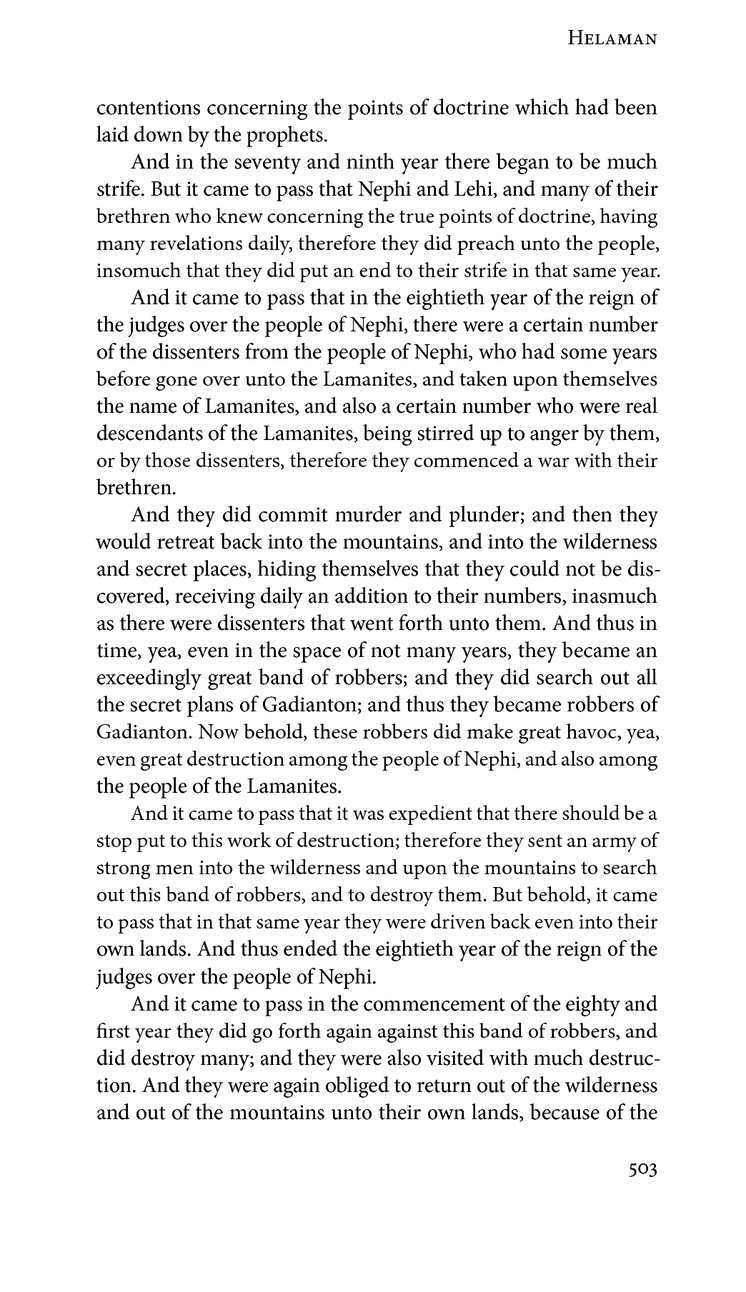 Helaman
contentions concerning the points of doctrine which had been
laid down by the prophets.
And in the seventy and ninth year there began to be much
strife. But it came to pass that Nephi and Lehi, and many of their
brethren who knew concerning the true points of doctrine, having
many revelations daily, therefore they did preach unto the people,
insomuch that they did put an end to their strife in that same year.
And it came to pass that in the eightieth year of the reign of
the judges over the people of Nephi, there were a certain number
of the dissenters from the people of Nephi, who had some years
before gone over unto the Lamanites, and taken upon themselves
the name of Lamanites, and also a certain number who were real
descendants of the Lamanites, being stirred up to anger by them,
or by those dissenters, therefore they commenced a war with their
brethren.
And they did commit murder and plunder; and then they
would retreat back into the mountains, and into the wilderness
and secret places, hiding themselves that they could not be dis-
covered, receiving daily an addition to their numbers, inasmuch
as there were dissenters that went forth unto them. And thus in
time, yea, even in the space of not many years, they became an
exceedingly great band of robbers; and they did search out all
the secret plans of Gadianton; and thus they became robbers of
Gadianton. Now behold, these robbers did make great havoc, yea,
even great destruction among the people of Nephi, and also among
the people of the Lamanites.
And it came to pass that it was expedient that there should be a
stop put to this work of destruction; therefore they sent an army of
strong men into the wilderness and upon the mountains to search
out this band of robbers, and to destroy them. But behold, it came
to pass that in that same year they were driven back even into their
own lands. And thus ended the eightieth year of the reign of the
judges over the people of Nephi.
And it came to pass in the commencement of the eighty and
first year they did go forth again against this band of robbers, and
did destroy many; and they were also visited with much destruc-
tion. And they were again obliged to return out of the wilderness
and out of the mountains unto their own lands, because of the
503